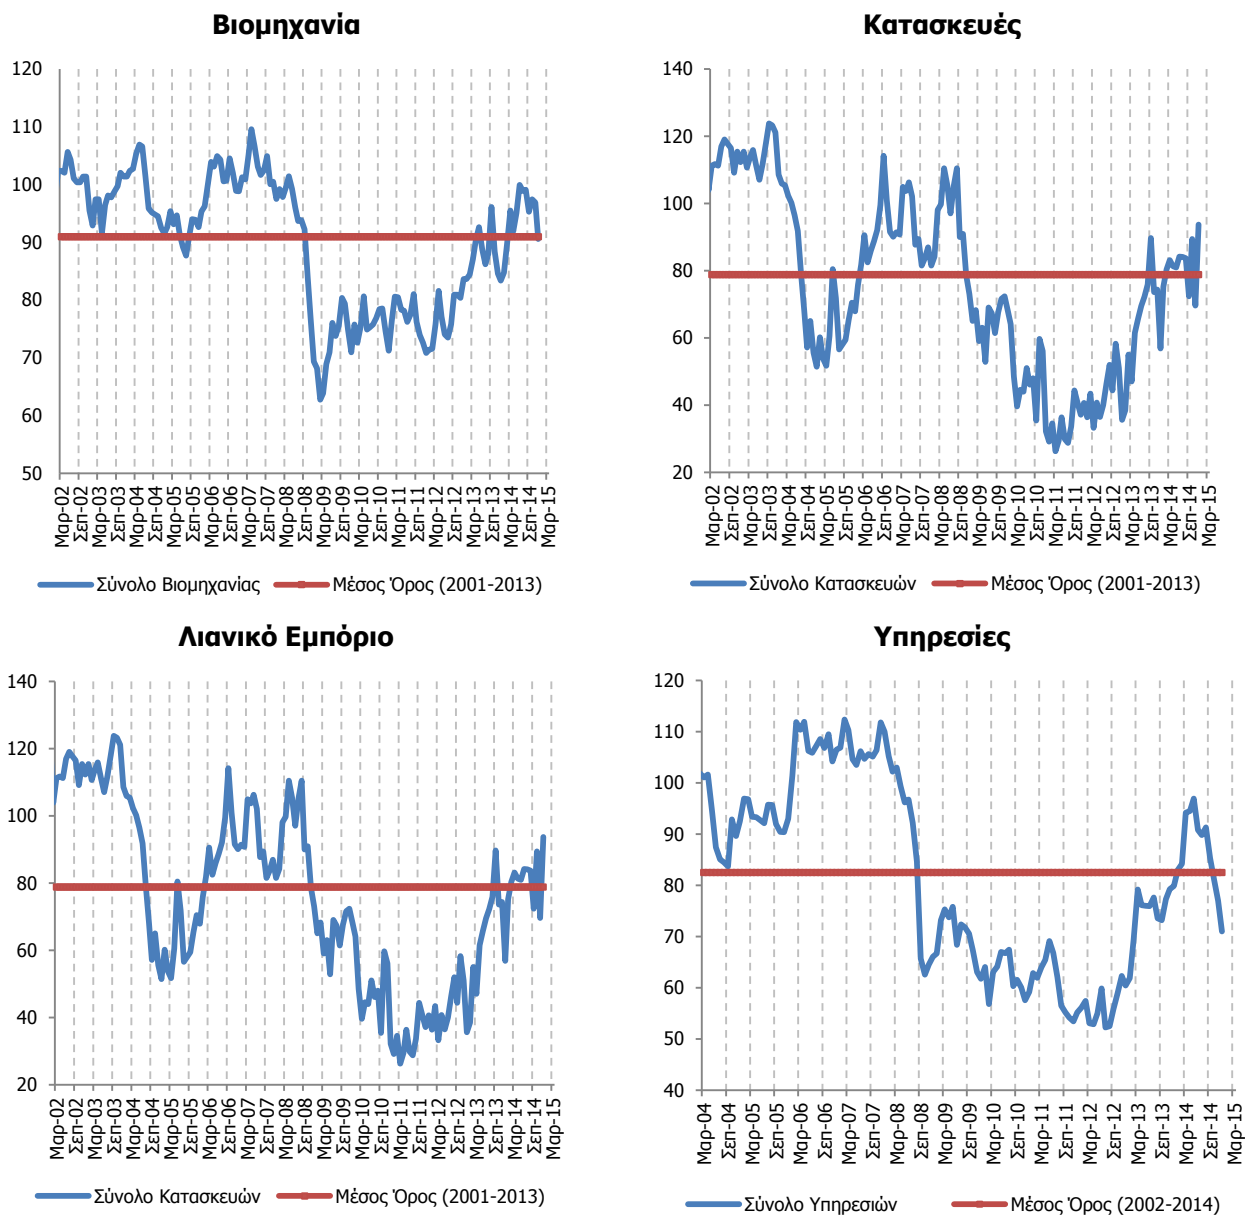 Βιομηχανία
120
110
100
90
80
70
60
50
Μαρ-02
Σεπ-02
Μαρ-03
Σεπ-03
Μαρ-04
Σεπ-04
Μαρ-05
Σεπ-05
Μαρ-06
Σεπ-06
Μαρ-07
Σεπ-07
Μαρ-08
Σεπ-08
Μαρ-09
Σεπ-09
Μαρ-10
Σεπ-10
Μαρ-11
Σεπ-11
Μαρ-12
Σεπ-12
Μαρ-13
Σεπ-13
Μαρ-14
Σεπ-14
Μαρ-15
Σύνολο Βιομηχανίας Μέσος Όρος (2001-2013)
Κατασκευές
140
120
100
80
60
40
20
Μαρ-02
Σεπ-02
Μαρ-03
Σεπ-03
Μαρ-04
Σεπ-04
Μαρ-05
Σεπ-05
Μαρ-06
Σεπ-06
Μαρ-07
Σεπ-07
Μαρ-08
Σεπ-08
Μαρ-09
Σεπ-09
Μαρ-10
Σεπ-10
Μαρ-11
Σεπ-11
Μαρ-12
Σεπ-12
Μαρ-13
Σεπ-13
Μαρ-14
Σεπ-14
Μαρ-15
Σύνολο Κατασκευών Μέσος Όρος (2001-2013)
Λιανικό Εμπόριο
140
120
100
80
60
40
20
Μαρ-02
Σεπ-02
Μαρ-03
Σεπ-03
Μαρ-04
Σεπ-04
Μαρ-05
Σεπ-05
Μαρ-06
Σεπ-06
Μαρ-07
Σεπ-07
Μαρ-08
Σεπ-08
Μαρ-09
Σεπ-09
Μαρ-10
Σεπ-10
Μαρ-11
Σεπ-11
Μαρ-12
Σεπ-12
Μαρ-13
Σεπ-13
Μαρ-14
Σεπ-14
Μαρ-15
Σύνολο Κατασκευών Μέσος Όρος (2001-2013)
Υπηρεσίες
120
110
100
90
80
70
60
50
40
Μαρ-04
Σεπ-04
Μαρ-05
Σεπ-05
Μαρ-06
Σεπ-06
Μαρ-07
Σεπ-07
Μαρ-08
Σεπ-08
Μαρ-09
Σεπ-09
Μαρ-10
Σεπ-10
Μαρ-11
Σεπ-11
Μαρ-12
Σεπ-12
Μαρ-13
Σεπ-13
Μαρ-14
Σεπ-14
Μαρ-15
Σύνολο Υπηρεσιών Μέσος Όρος (2002-2014)